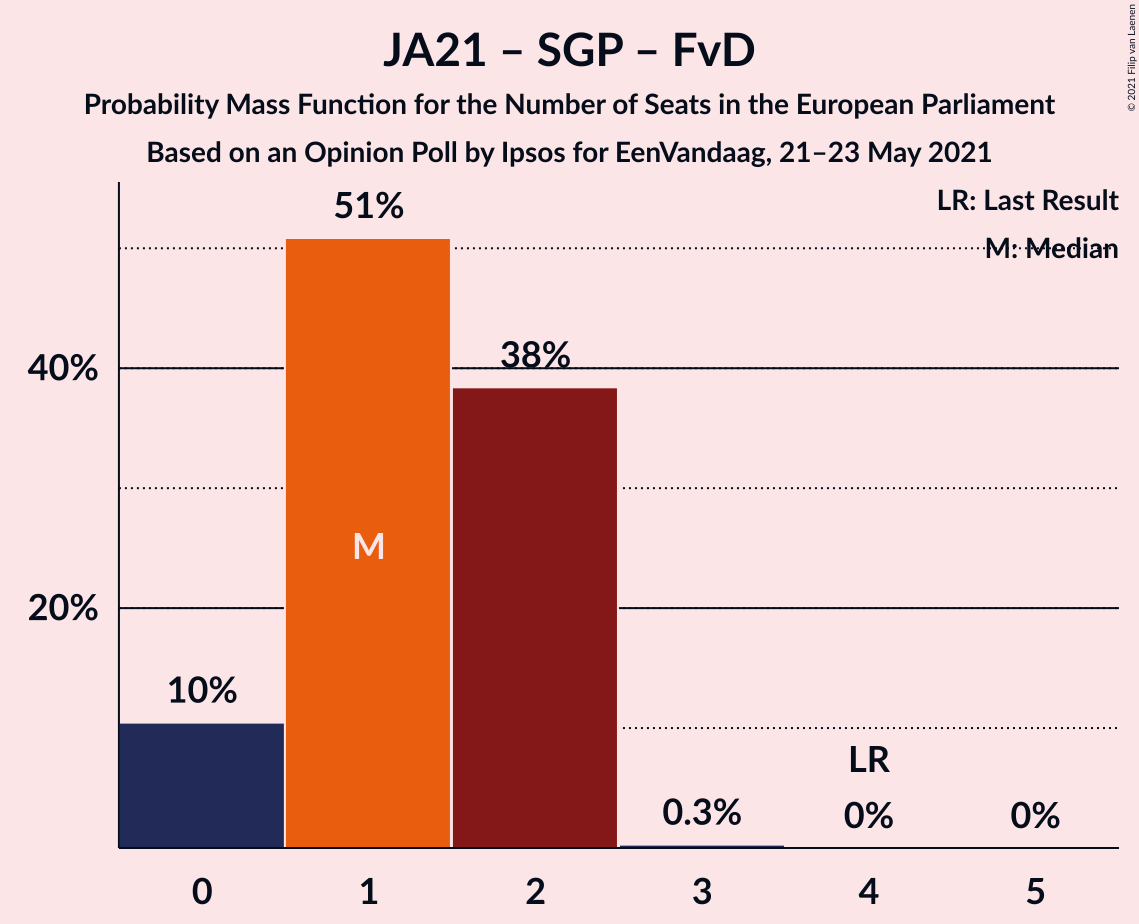 JA21 – SGP – FvD
Probability Mass Function for the Number of Seats in the European Parliament
Based on an Opinion Poll by Ipsos for EenVandaag, 21–23 May 2021
© 2021 Filip van Laenen
LR: Last Result
M: Median
51%
38%
40%
M
20%
10%
LR
0.3%
0%
0%
0 1 2 3 4 5